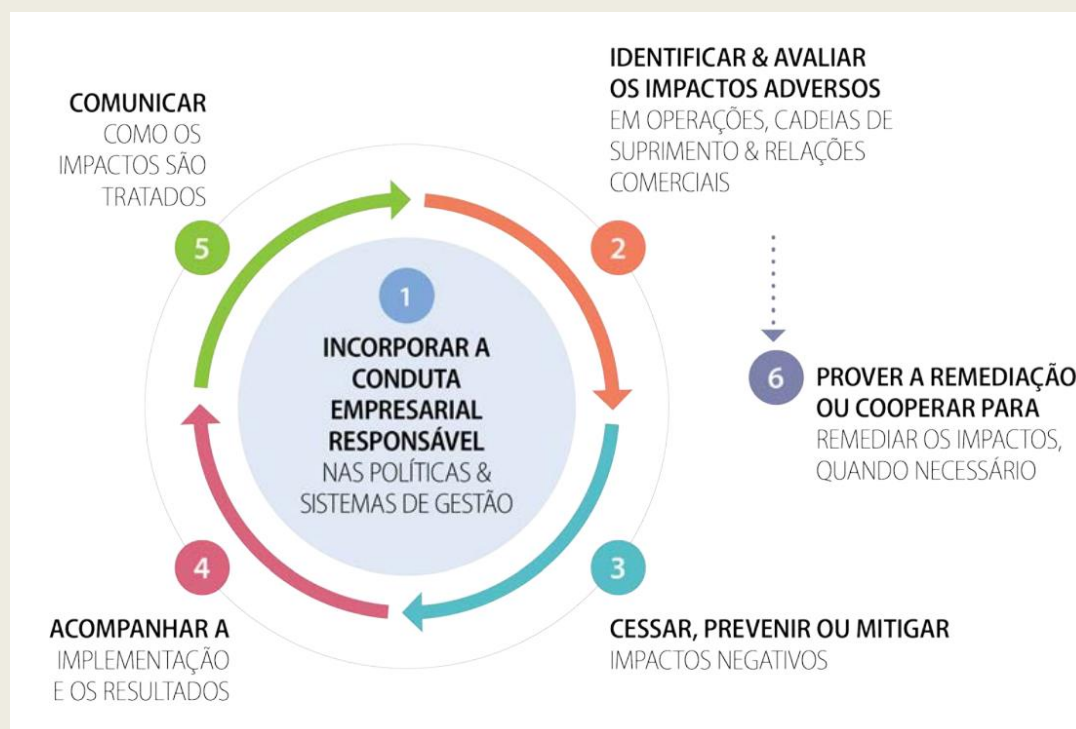 1
INCORPORAR A
CONDUTA
EMPRESARIAL
RESPONSÁVEL
NAS POLÍTICAS &
SISTEMAS DE GESTÃO
2
IDENTIFICAR & AVALIAR
OS IMPACTOS ADVERSOS
EM OPERAÇÕES, CADEIAS DE
SUPRIMENTO & RELAÇÕES
COMERCIAIS
3
CESSAR, PREVENIR OU MITIGAR
IMPACTOS NEGATIVOS
4
ACOMPANHAR A
IMPLEMENTAÇÃO
E OS RESULTADOS
5
COMUNICAR
COMO OS
IMPACTOS SÃO
TRATADOS
6
PROVER A REMEDIAÇÃO
OU COOPERAR PARA
REMEDIAR OS IMPACTOS,
QUANDO NECESSÁRIO